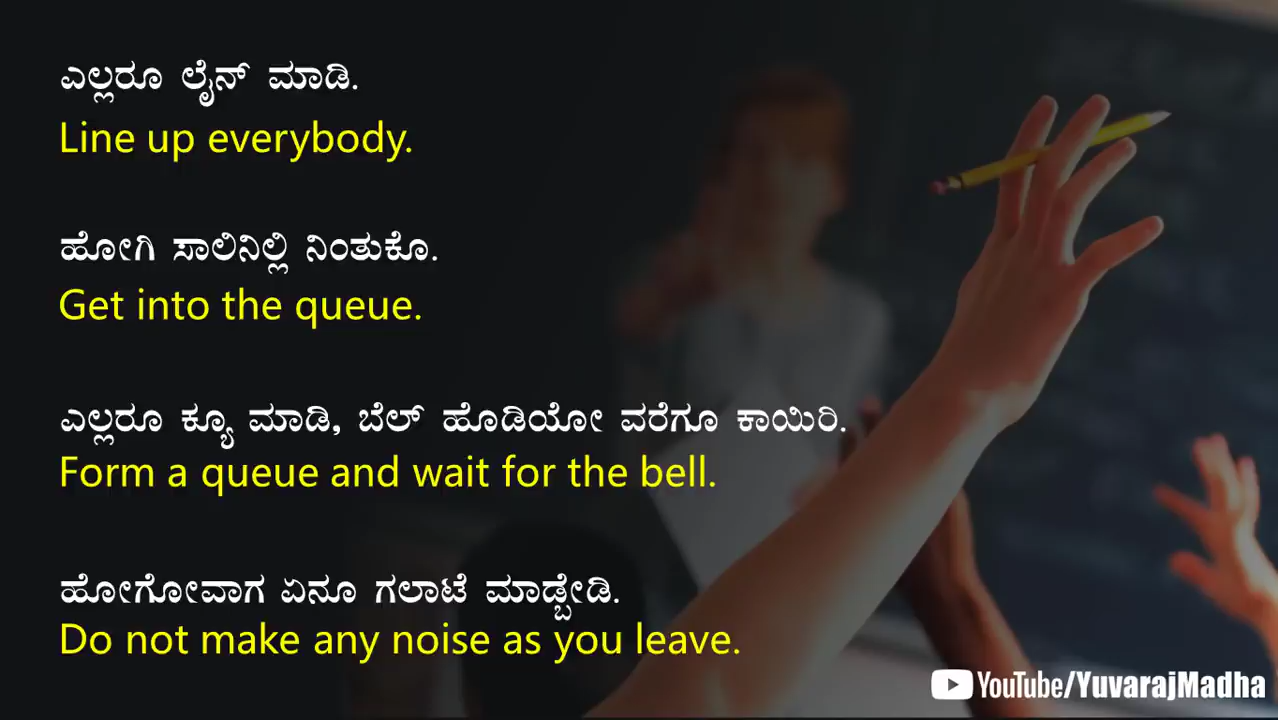 ಎಲ್ಲರೂ ಲೈನ್ ಮಾಡಿ.
Line up everybody.
ಹೋಗಿ ಸಾಲಿನಲ್ಲಿ ನಿಂತುಕೊ.
Get into the queue.
ಎಲ್ಲರೂ ಕ್ಯೂ ಮಾಡಿ, ಬೆಲ್ ಹೊಡಿಯೋ ವರೆಗೂ ಕಾಯಿರಿ.
Form a queue and wait for the bell.
ಹೋಗೋವಾಗ ಏನೂ ಗಲಾಟೆ ಮಾಡ್ಬೇಡಿ.
Do not make any noise as you leave.
YouTube/YuvarajMadha